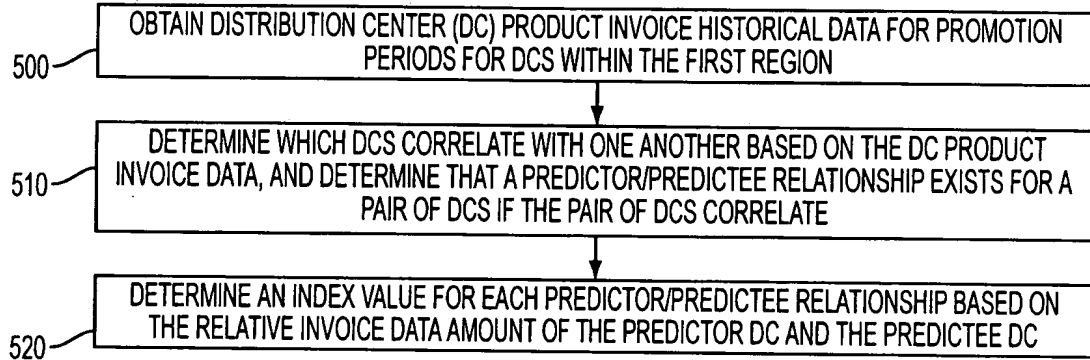 OBTAIN DISTRIBUTION CENTER (DC) PRODUCT INVOICE HISTORICAL DATA FOR PROMOTION
PERIODS FOR DCS WITHIN THE FIRST REGION
500
DETERMINE WHICH DCS CORRELATE WITH ONE ANOTHER BASED ON THE DC PRODUCT
INVOICE DATA, AND DETERMINE THAT A PREDICTOR/PREDICTEE RELATIONSHIP EXISTS FOR A
PAIR OF DCS IF THE PAIR OF DCS CORRELATE
510
DETERMINE AN INDEX VALUE FOR EACH PREDICTOR/PREDICTEE RELATIONSHIP BASED ON
THE RELATIVE INVOICE DATA AMOUNT OF THE PREDICTOR DC AND THE PREDICTEE DC
520